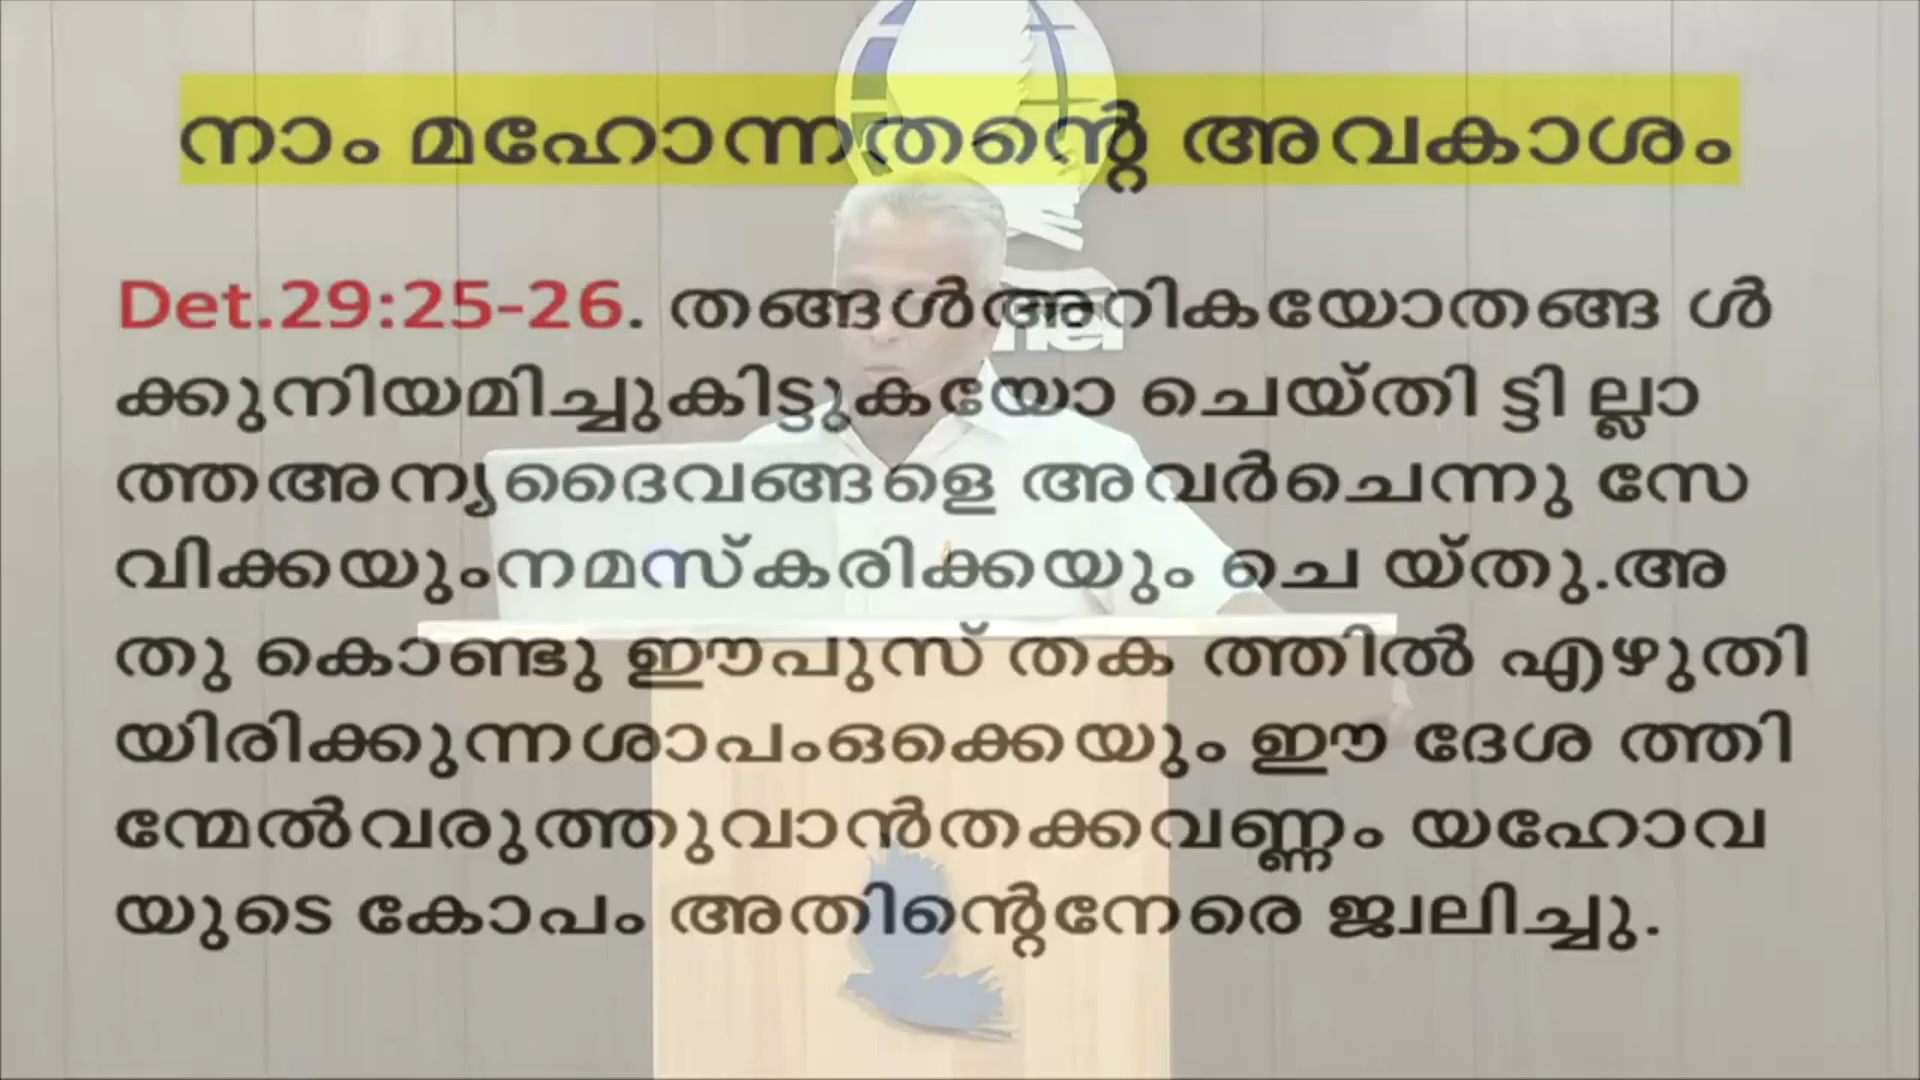 നാം മഹോന്നതന്റെ അവകാശം
Det.29:25-26. തങ്ങൾഅറികയോതങ്ങ ൾ
ക്കുനിയമിച്ചുകിട്ടുകയോ ചെയ്തി ട്ടി ല്ലാ
ത്തഅന്യദൈവങ്ങളെ അവർചെന്നു സേ
വിക്കയുംനമസ്കരിക്കയും ചെ യ്തു.അ
തു കൊണ്ടു ഈപുസ് തക ത്തിൽ എഴുതി
യിരിക്കുന്നശാപംഒക്കെയും ഈ ദേശ ത്തി
ന്മേൽവരുത്തുവാൻതക്കവണ്ണം യഹോവ
യുടെ കോപം അതിന്റെനേരെ ജ്വലിച്ചു.